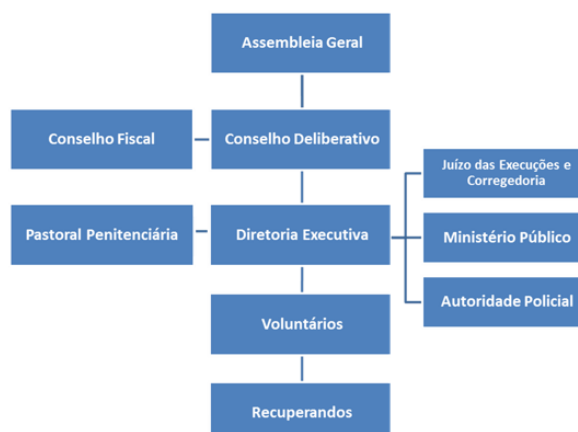 Assembleia Geral
Conselho Fiscal
Conselho Deliberativo
Juízo das Execuções e
Corregedoria
Pastoral Penitenciária
Diretoria Executiva
Ministério Público
Autoridade Policial
Voluntários
Recuperandos